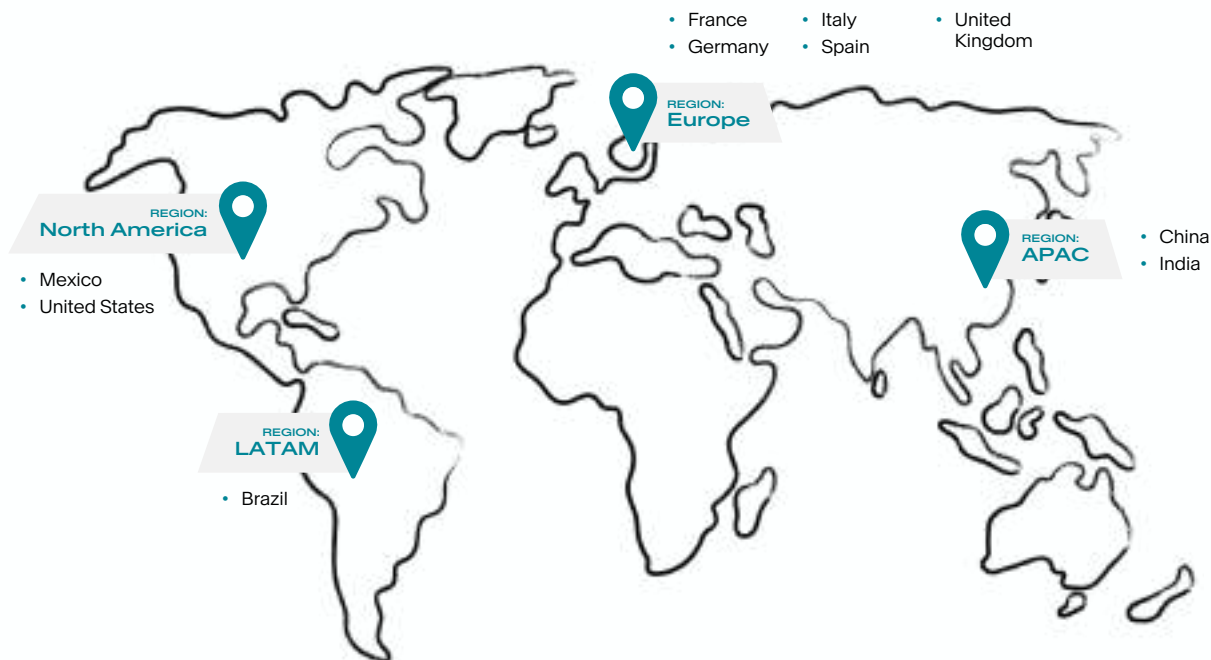 • France
• Germany
• Italy
• Spain
• United
Kingdom
REGION:
Europe
REGION:
North America
• Mexico
• United States
REGION:
APAC
• China
• India
REGION:
LATAM
• Brazil